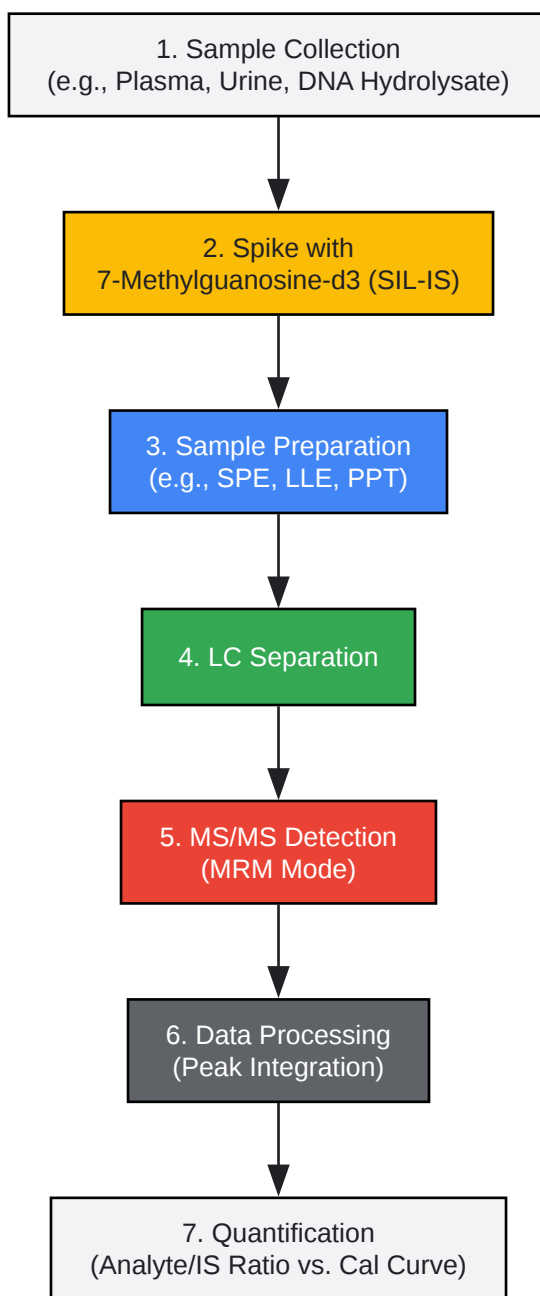 1. Sample Collection
(e.g., Plasma, Urine, DNA Hydrolysate)
2. Spike with
7-Methylguanosine-d3 (SIL-IS)
3. Sample Preparation
(e.g., SPE, LLE, PPT)
4. LC Separation
5. MS/MS Detection
(MRM Mode)
6. Data Processing
(Peak Integration)
7. Quantification
(Analyte/IS Ratio vs. Cal Curve)